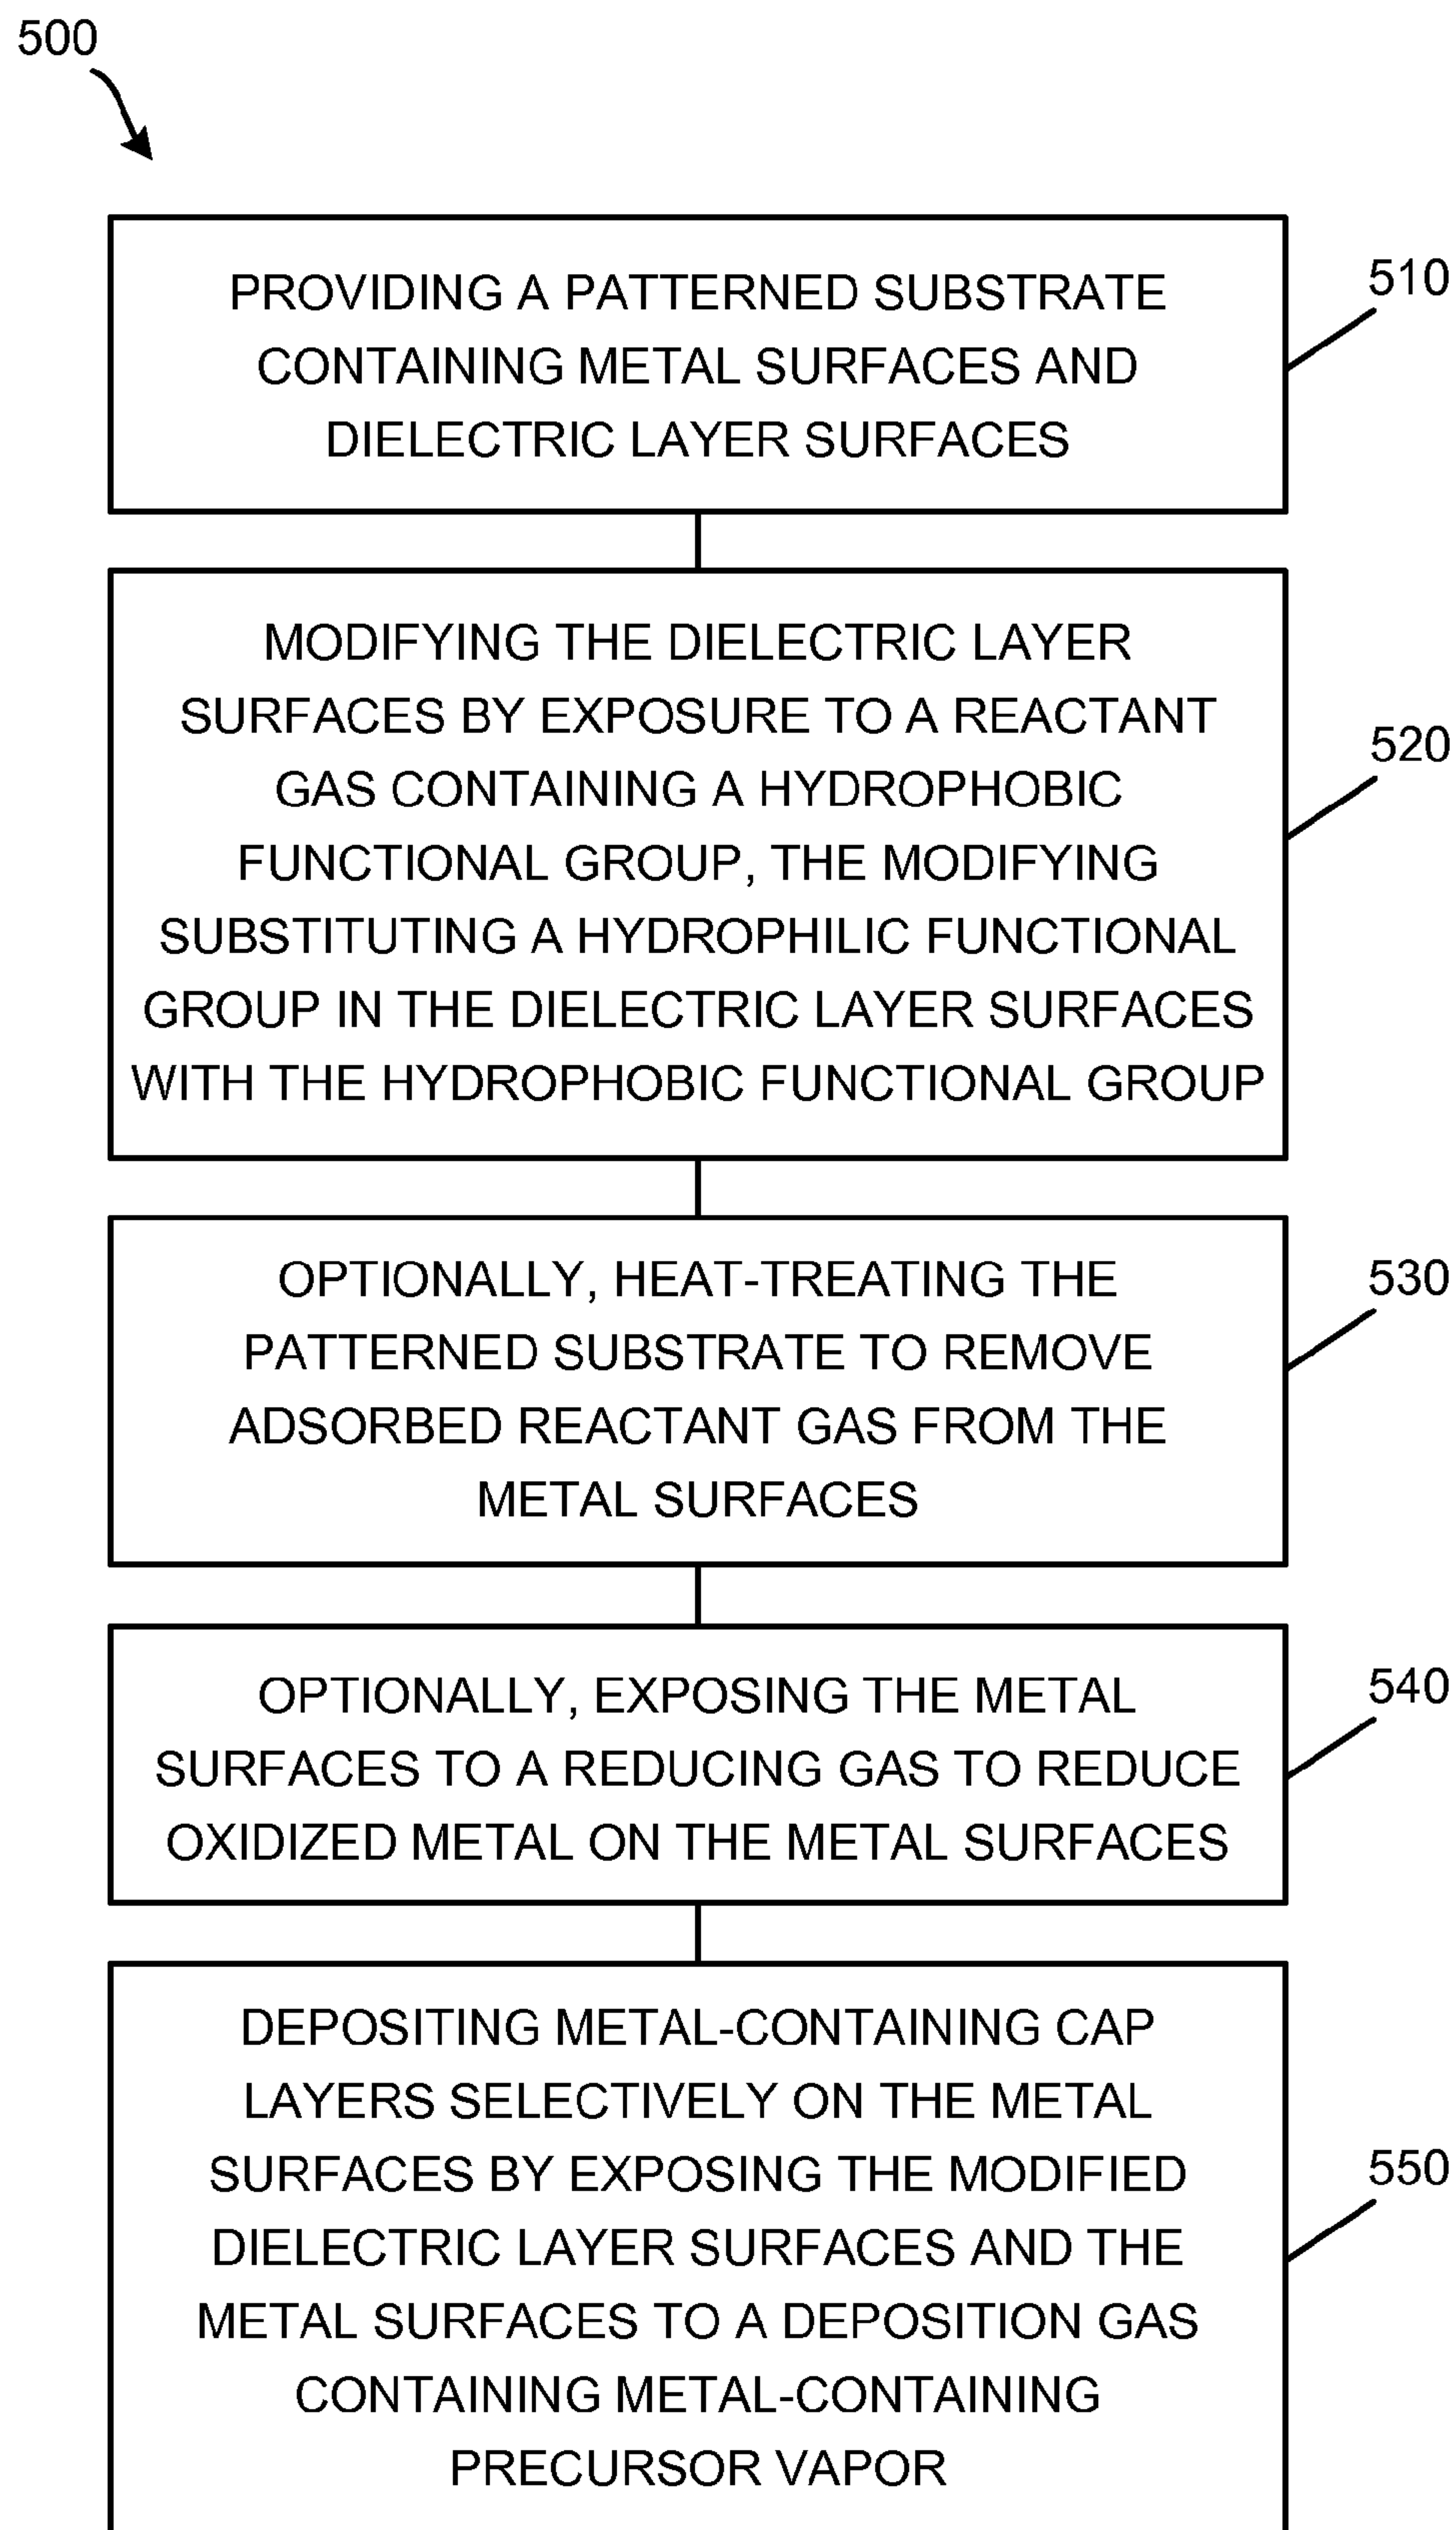 500
PROVIDING A PATTERNED SUBSTRATE
CONTAINING METAL SURFACES AND
DIELECTRIC LAYER SURFACES
510
MODIFYING THE DIELECTRIC LAYER
SURFACES BY EXPOSURE TO A REACTANT
GAS CONTAINING A HYDROPHOBIC
FUNCTIONAL GROUP, THE MODIFYING
SUBSTITUTING A HYDROPHILIC FUNCTIONAL
GROUP IN THE DIELECTRIC LAYER SURFACES
WITH THE HYDROPHOBIC FUNCTIONAL GROUP
520
OPTIONALLY, HEAT-TREATING THE
PATTERNED SUBSTRATE TO REMOVE
ADSORBED REACTANT GAS FROM THE
METAL SURFACES
530
OPTIONALLY, EXPOSING THE METAL
SURFACES TO A REDUCING GAS TO REDUCE
OXIDIZED METAL ON THE METAL SURFACES
540
DEPOSITING METAL-CONTAINING CAP
LAYERS SELECTIVELY ON THE METAL
SURFACES BY EXPOSING THE MODIFIED
DIELECTRIC LAYER SURFACES AND THE
METAL SURFACES TO A DEPOSITION GAS
CONTAINING METAL-CONTAINING
PRECURSOR VAPOR
550